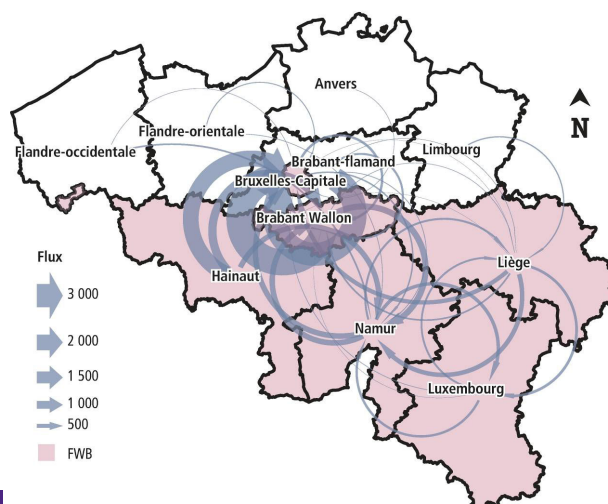 Anvers
N
Flandre-orientale
Flandre-occidentale
Brabant-flamand
Limbourg
Bruxelles-Capitale
Brabant Wallon
Flux
Hainaut
Liège
3 000
Namur
2 000
1 500
Luxembourg
1 000
500
FWB